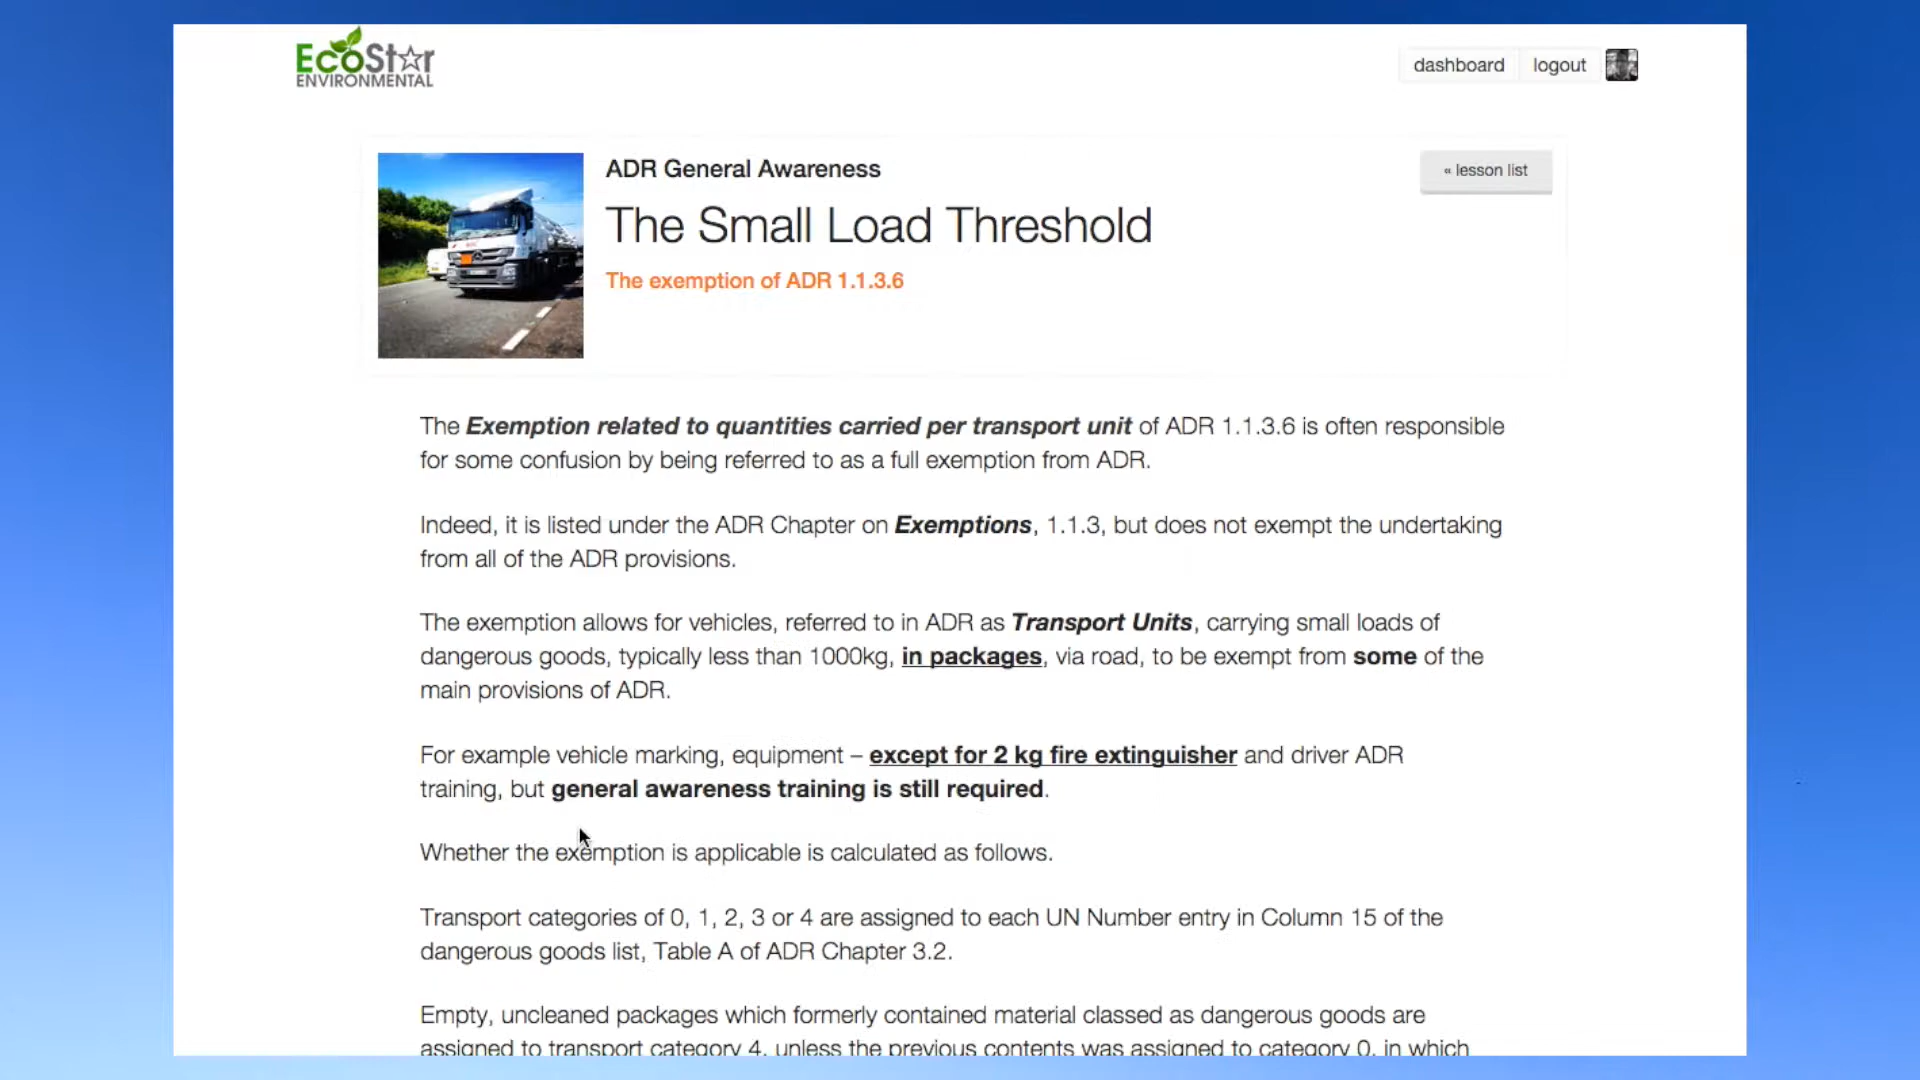 EcoStar
ENVIRONMENTAL
dashboard
logout
ADR General Awareness
« lesson list
The Small Load Threshold
The exemption of ADR 1.1.3.6
The Exemption related to quantities carried per transport unit of ADR 1.1.3.6 is often responsible
for some confusion by being referred to as a full exemption from ADR.
Indeed, it is listed under the ADR Chapter on Exemptions, 1.1.3, but does not exempt the undertaking
from all of the ADR provisions.
The exemption allows for vehicles, referred to in ADR as Transport Units, carrying small loads of
dangerous goods, typically less than 1000kg, in packages, via road, to be exempt from some of the
main provisions of ADR.
For example vehicle marking, equipment – except for 2 kg fire extinguisher and driver ADR
training, but general awareness training is still required.
Whether the exemption is applicable is calculated as follows.
Transport categories of 0, 1, 2, 3 or 4 are assigned to each UN Number entry in Column 15 of the
dangerous goods list, Table A of ADR Chapter 3.2.
Empty, uncleaned packages which formerly contained material classed as dangerous goods are
assigned to transport category 4, unless the previous contents was assigned to category 0, in which